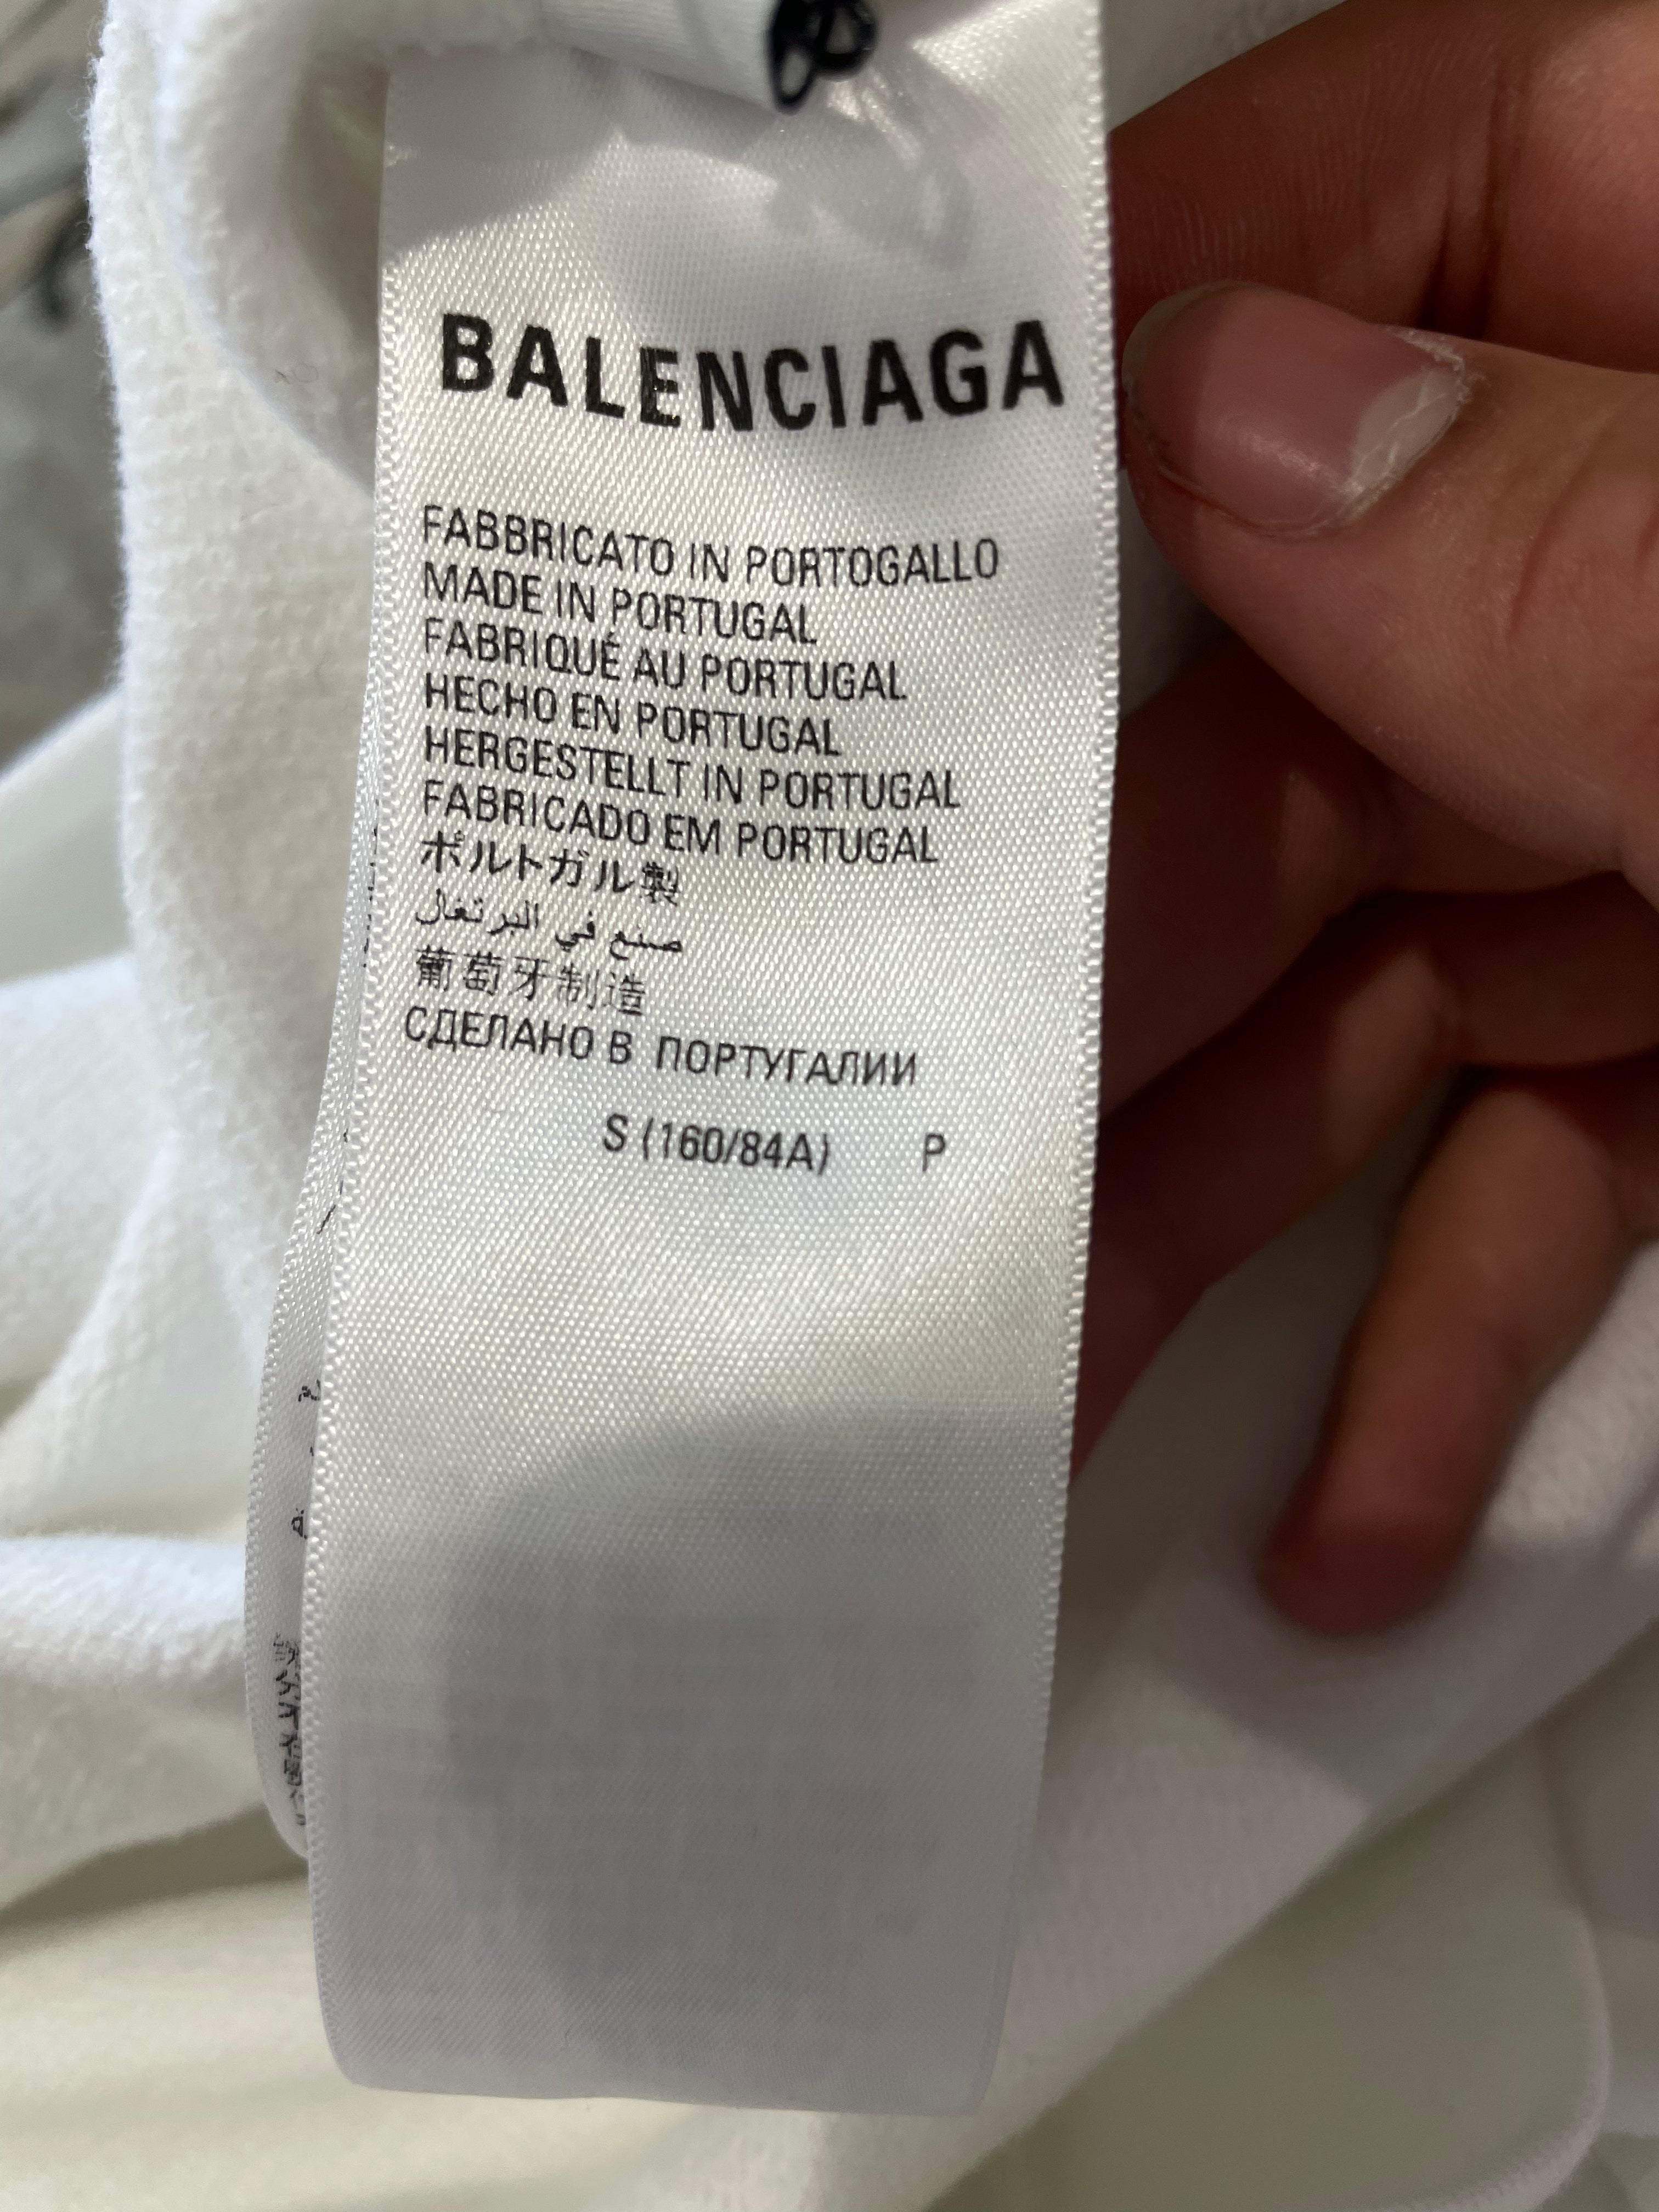 BALENCIAGA
FABBRICATO IN PORTOGALLO
MADE IN PORTUGAL
FABRIQUÉ AU PORTUGAL
HECHO EN PORTUGAL
HERGESTELLT IN PORTUGAL
FABRICADO EM PORTUGAL
ポルトガル製
صنع في البرتغال
葡萄牙制造
СДЕЛАНО В ПОРТУГАЛИИ
S (160/84A) P